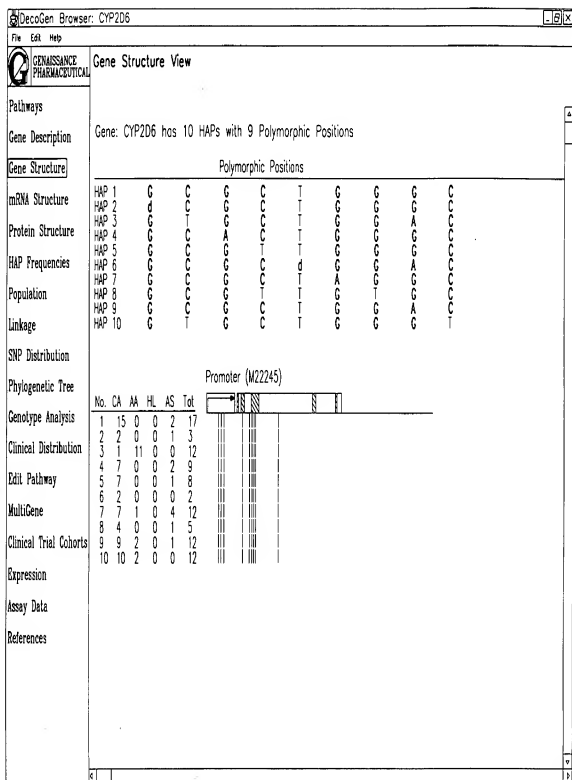 DecoGen Browser: CYP2D6
File Edit Help
GENAISSANCE
PHARMACEUTICAL
Gene Structure View
Pathways
Gene Description
Gene Structure
mRNA Structure
Protein Structure
HAP Frequencies
Population
Linkage
SNP Distribution
Phylogenetic Tree
Genotype Analysis
Clinical Distribution
Edit Pathway
MultiGene
Clinical Trial Cohorts
Expression
Assay Data
References
Gene: CYP2D6 has 10 HAPs with 9 Polymorphic Positions
Polymorphic Positions
HAP 1 G C G C T G G G C
HAP 2 d C G C T G G G C
HAP 3 G T G C T G G A C
HAP 4 G C A C T G G G C
HAP 5 G C G T T G G G C
HAP 6 G C G C d G G A C
HAP 7 G C G C T A G G C
HAP 8 G C G T T G T G C
HAP 9 G C G C T G G A C
HAP 10 G T G C T G G G T
Promoter (M22245)
No. CA AA HL AS Tot
1 15 0 0 2 17
2 2 0 0 1 3
3 1 11 0 0 12
4 7 0 0 2 9
5 7 0 0 1 8
6 2 0 0 0 2
7 7 1 0 4 12
8 4 0 0 1 5
9 9 2 0 1 12
10 10 2 0 0 12